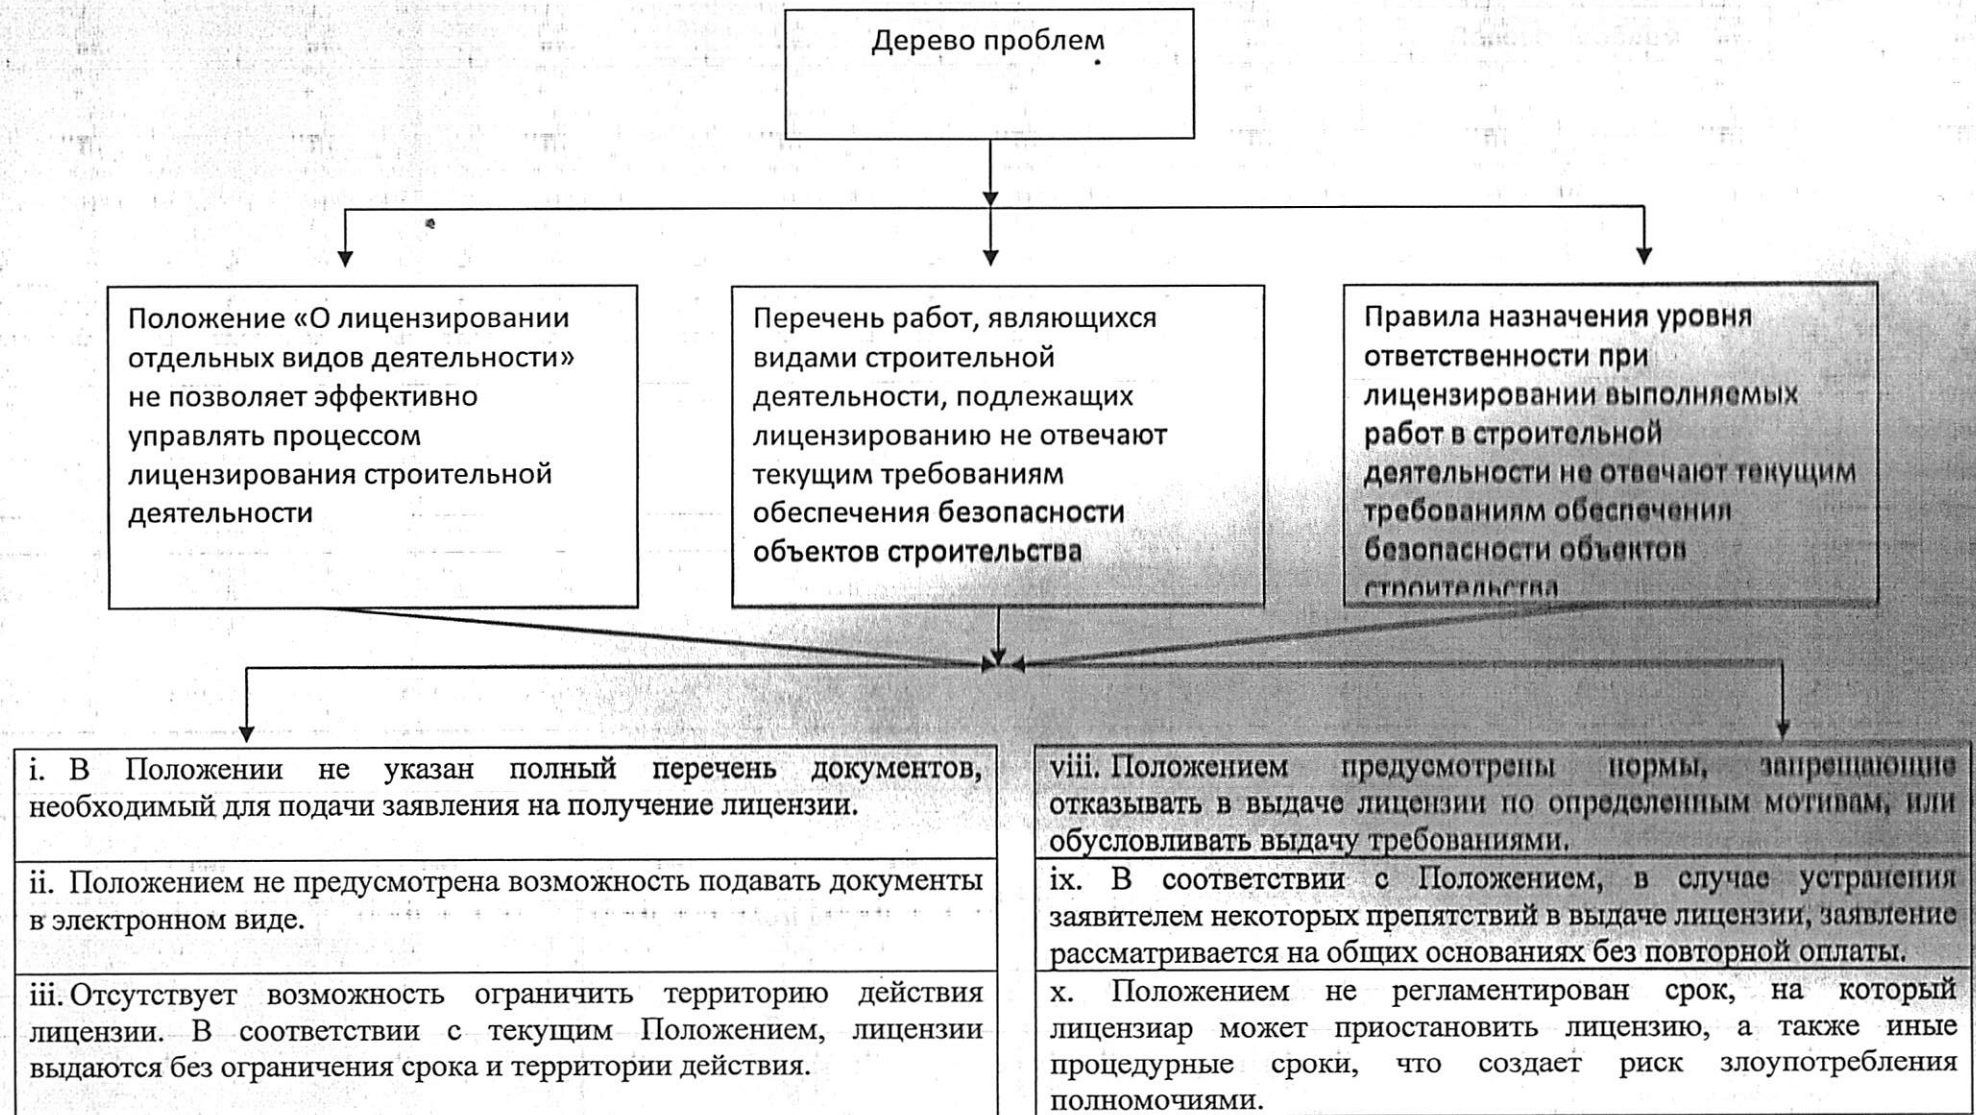 Дерево проблем
Положение «О лицензировании
отдельных видов деятельности»
не позволяет эффективно
управлять процессом
лицензирования строительной
деятельности
Перечень работ, являющихся
видами строительной
деятельности, подлежащих
лицензированию не отвечают
текущим требованиям
обеспечения безопасности
объектов строительства
Правила назначения уровня
ответственности при
лицензировании выполняемых
работ в строительной
деятельности не отвечают текущим
требованиям обеспечения
безопасности объектов
строительства
i. В Положении не указан полный перечень документов,
необходимый для подачи заявления на получение лицензии.
ii. Положением не предусмотрена возможность подавать документы
в электронном виде.
iii. Отсутствует возможность ограничить территорию действия
лицензии. В соответствии с текущим Положением, лицензии
выдаются без ограничения срока и территории действия.
viii. Положением предусмотрены нормы, запрещающие
отказывать в выдаче лицензии по определенным мотивам, или
обусловливать выдачу требованиями.
ix. В соответствии с Положением, в случае устранения
заявителем некоторых препятствий в выдаче лицензии, заявление
рассматривается на общих основаниях без повторной оплаты.
x. Положением не регламентирован срок, на который
лицензиар может приостановить лицензию, а также иные
процедурные сроки, что создает риск злоупотребления
полномочиями.